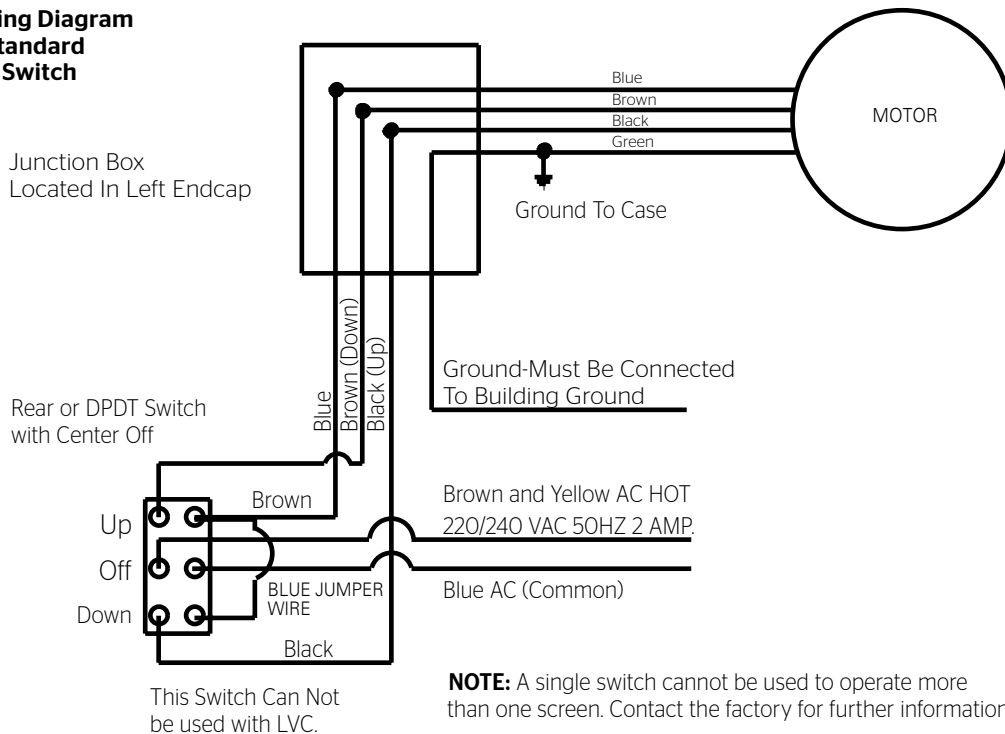 ing Diagram
tandard
Switch
Blue
Brown
Black
Green
MOTOR
Junction Box
Located In Left Endcap
Ground To Case
Blue
Brown (Down)
Black (Up)
Ground-Must Be Connected
To Building Ground
Rear or DPDT Switch
with Center Off
Brown
Brown and Yellow AC HOT
220/240 VAC 50HZ 2 AMP.
Up
Off
Down
BLUE JUMPER
WIRE
Blue AC (Common)
Black
This Switch Can Not
be used with LVC.
NOTE: A single switch cannot be used to operate more
than one screen. Contact the factory for further information